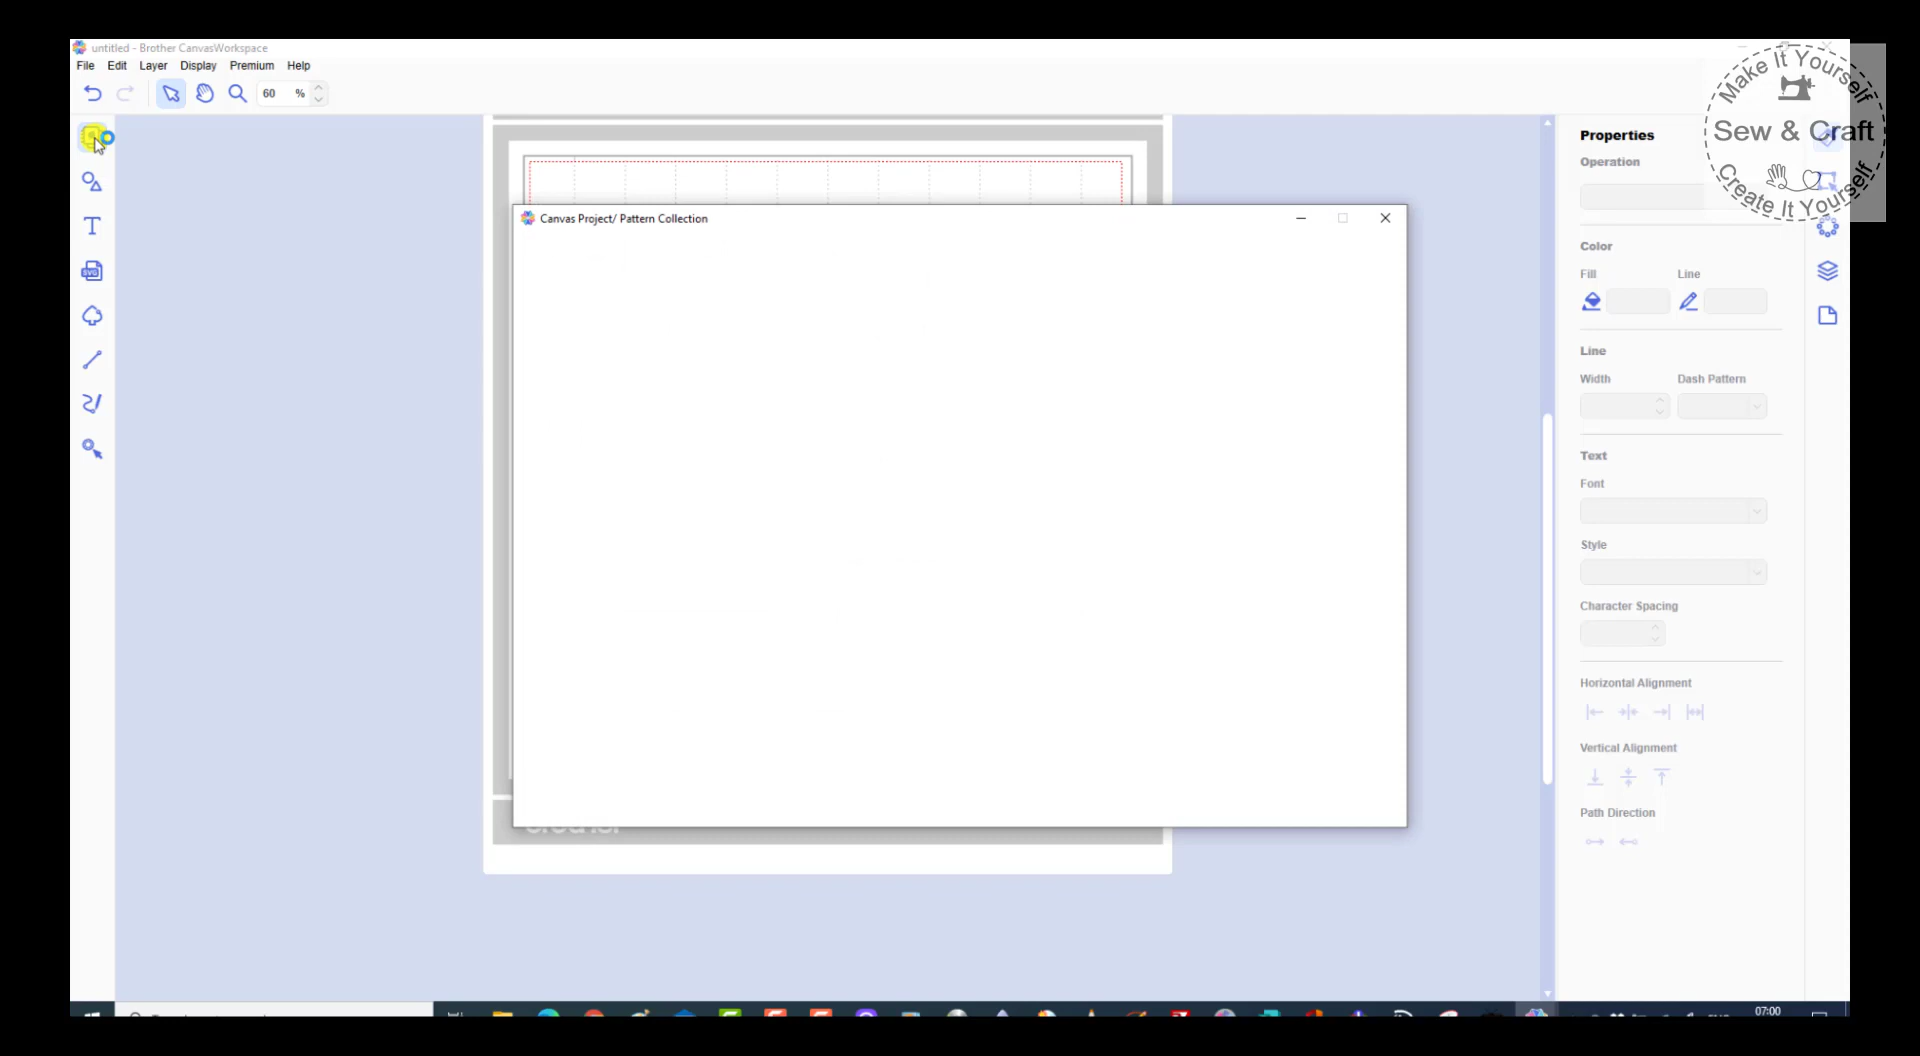 untitled - Brother CanvasWorkspace
File Edit Layer Display Premium Help
60 %
Make It Yourself
Sew & Craft
Create It Yourself
SVG
Canvas Project/ Pattern Collection
Properties
Operation
Color
Fill Line
Line
Width Dash Pattern
Text
Font
Style
Character Spacing
Horizontal Alignment
Vertical Alignment
Path Direction
07:00